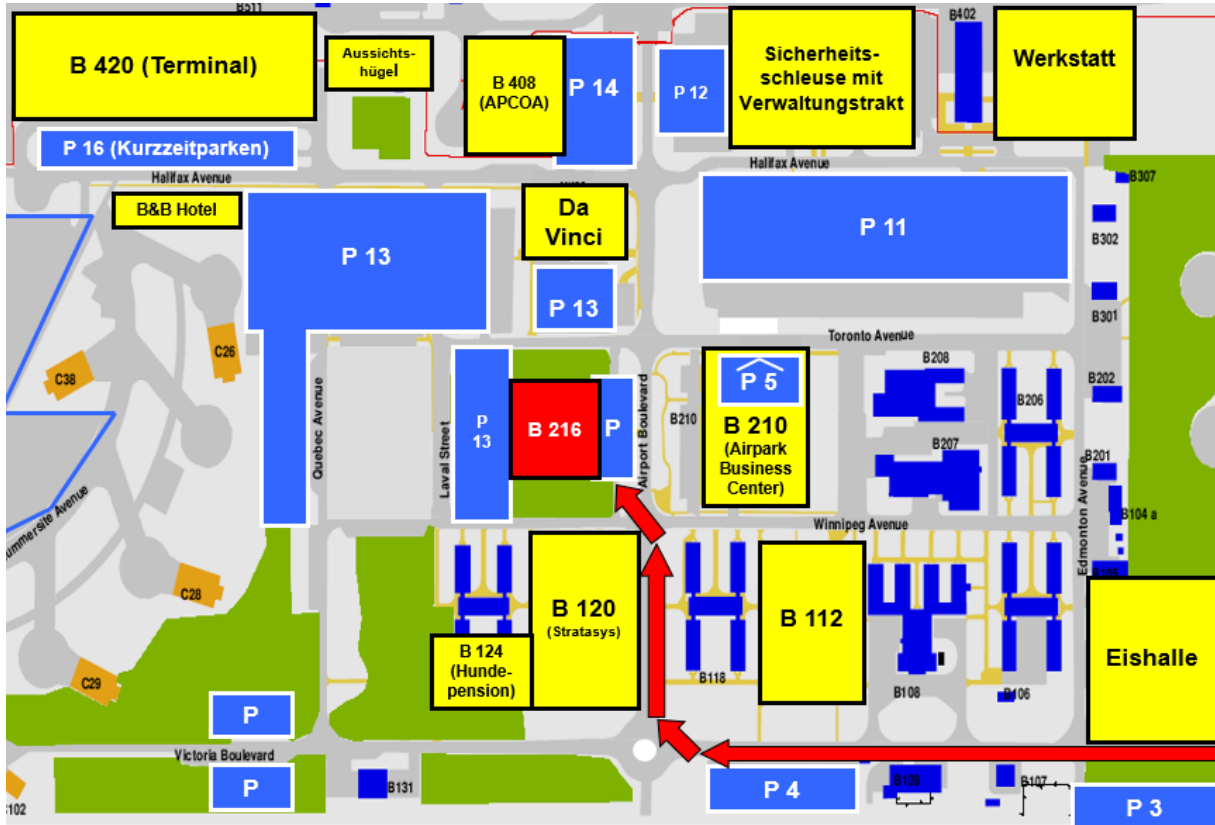 B511
B402
B 420 (Terminal)
Aussichts-
hügel
B 408
(APCOA)
P 14
P 12
Sicherheits-
schleuse mit
Verwaltungstrakt
Werkstatt
P 16 (Kurzzeitparken)
Halifax Avenue
Halifax Avenue
B307
B&B Hotel
Da
Vinci
P 11
B302
P 13
P 13
B301
Toronto Avenue
C26
C38
B208
P 5
B202
B206
P
13
B 216
P
B210
B 210
(Airpark
Business
Center)
B207
B201
Quebec Avenue
Laval Street
Airport Boulevard
Edmonton Avenue
B104 a
Winnipeg Avenue
Summersite Avenue
B105
C28
B 120
(Stratasys)
B 112
B 124
(Hunde-
pension)
Eishalle
C29
B118
B108
B106
P
Victoria Boulevard
P
B131
P 4
B109
B107
P 3
C102